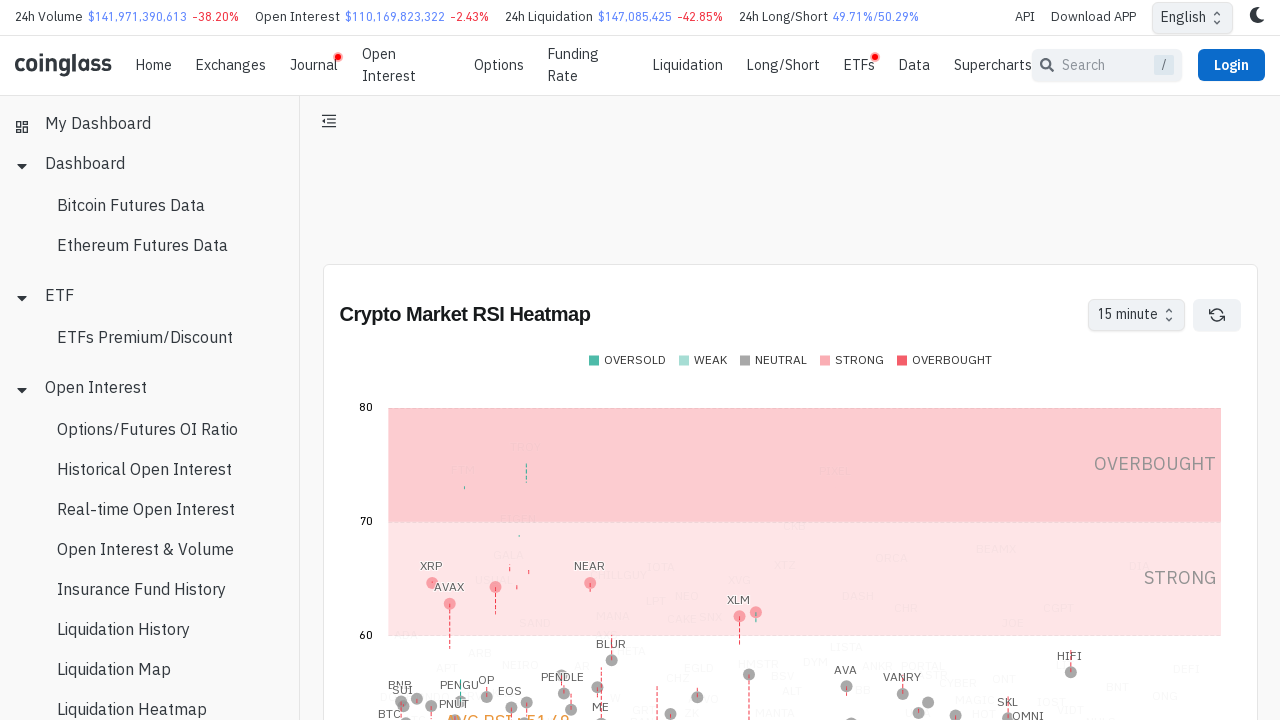 24h Volume $141,971,390,613 -38.20% Open Interest $110,169,823,322 -2.43% 24h Liquidation $147,085,425 -42.85% 24h Long/Short 49.71%/50.29% API Download APP English
coinglass Home Exchanges Journal Open Interest Options Funding Rate Liquidation Long/Short ETFs Data Supercharts Search / Login
My Dashboard
Dashboard
Bitcoin Futures Data
Ethereum Futures Data
ETF
ETFs Premium/Discount
Open Interest
Options/Futures OI Ratio
Historical Open Interest
Real-time Open Interest
Open Interest & Volume
Insurance Fund History
Liquidation History
Liquidation Map
Liquidation Heatmap
Crypto Market RSI Heatmap 15 minute
OVERSOLD WEAK NEUTRAL STRONG OVERBOUGHT
80
OVERBOUGHT
70
XRP NEAR
STRONG
AVAX
XLM
60
BLUR
HIFI
AVA
PENDLE VANRY
BNB PENGU OP
SUI EOS
PNUT ME SKL
BTC OMNI